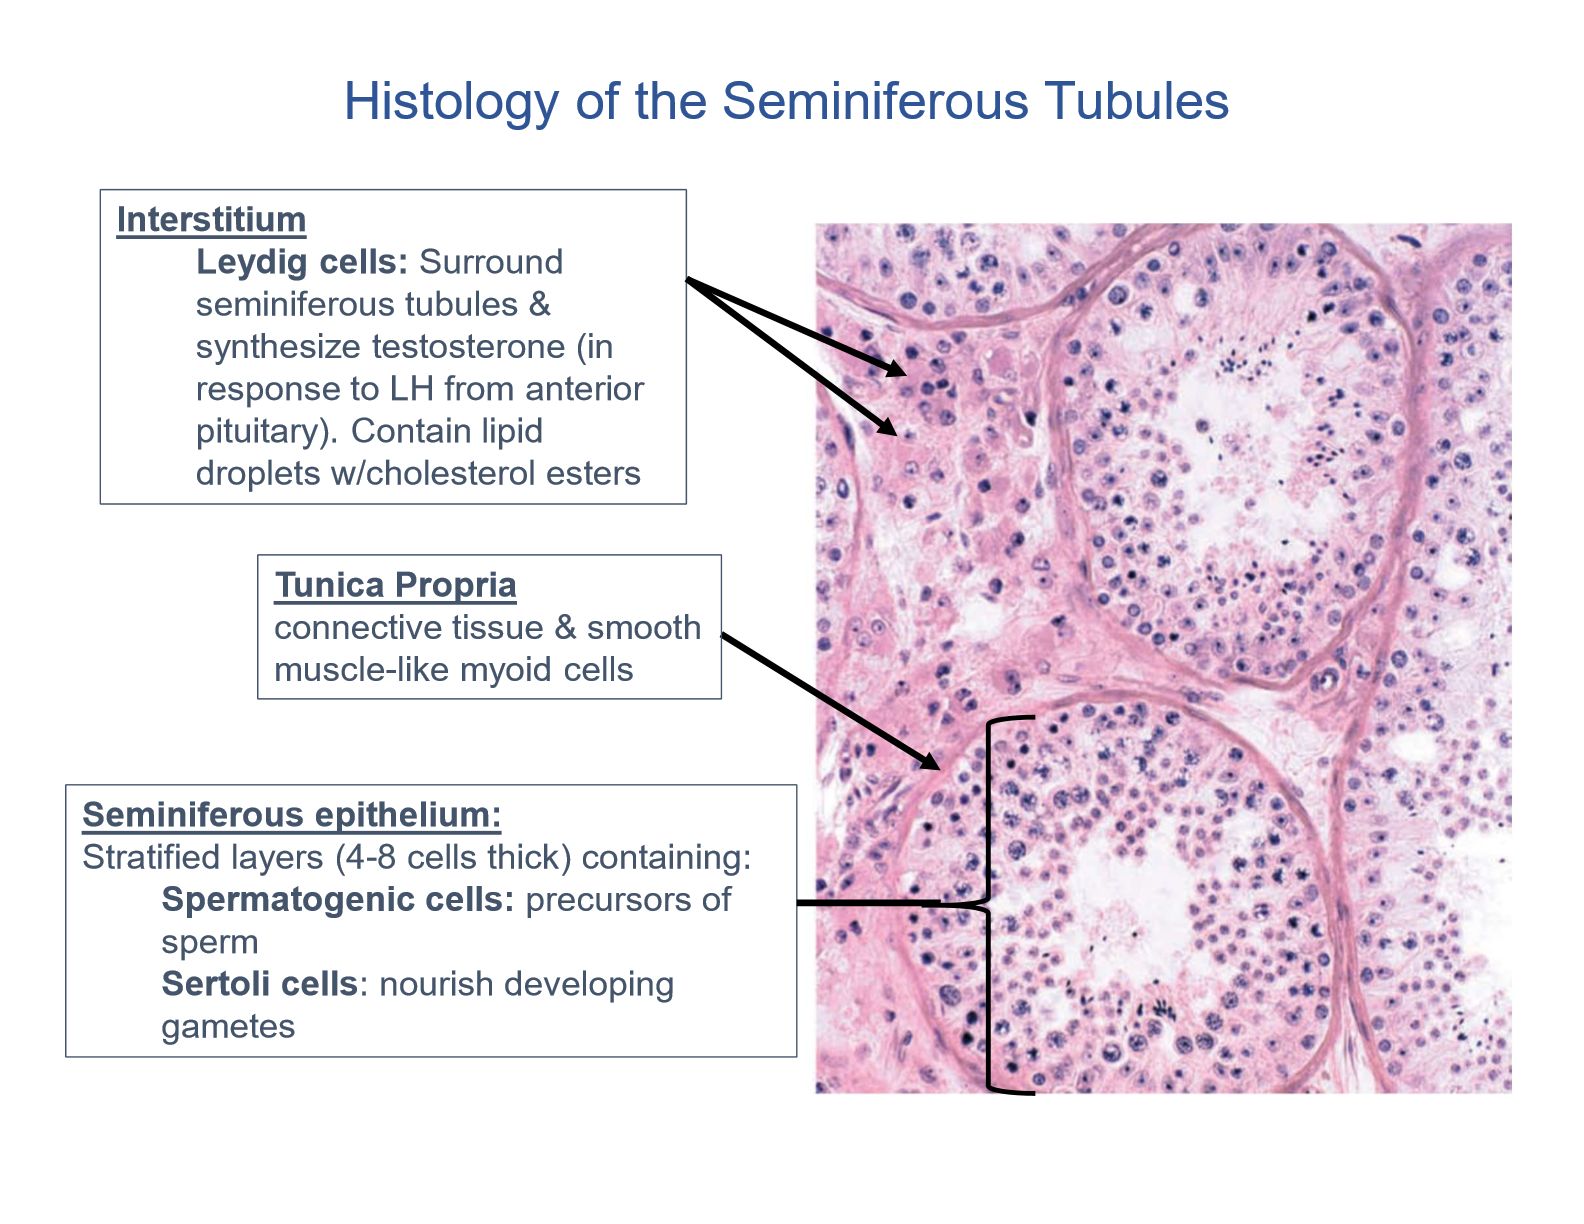 Histology of the Seminiferous Tubules
Interstitium
Leydig cells: Surround
seminiferous tubules &
synthesize testosterone (in
response to LH from anterior
pituitary). Contain lipid
droplets w/cholesterol esters
Tunica Propria
connective tissue & smooth
muscle-like myoid cells
Seminiferous epithelium:
Stratified layers (4-8 cells thick) containing:
Spermatogenic cells: precursors of
sperm
Sertoli cells: nourish developing
gametes